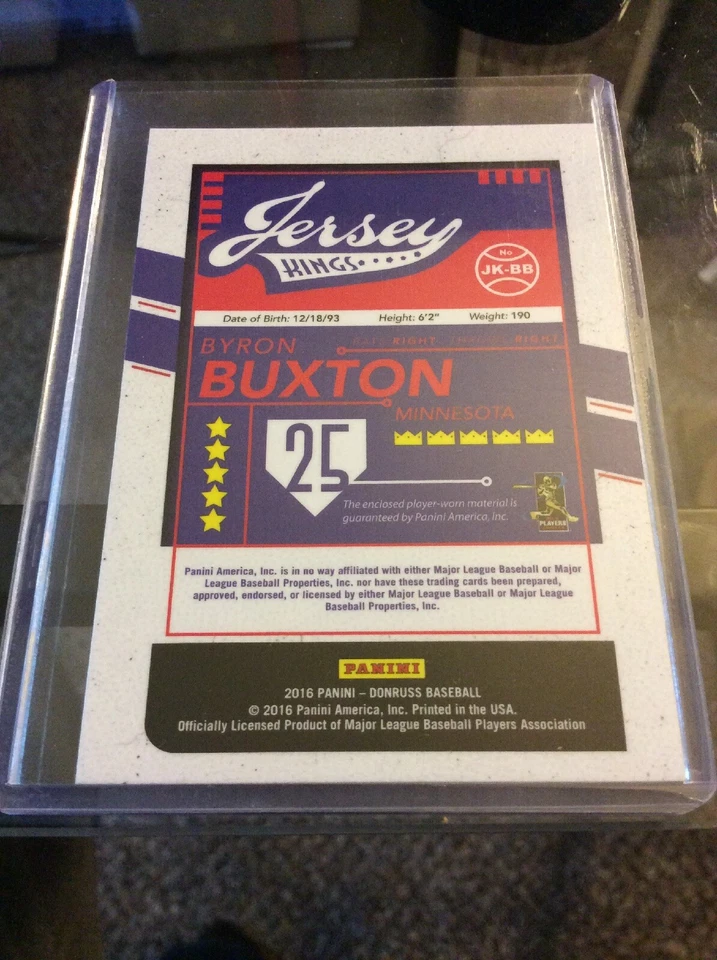 Jersey
KINGS
No
JK-BB
Date of Birth: 12/18/93 Height: 6'2" Weight: 190
BYRON BAT: RIGHT THROW: RIGHT
BUXTON
MINNESOTA
25
The enclosed player-worn material is
guaranteed by Panini America, Inc.
PLAYERS
Panini America, Inc. is in no way affiliated with either Major League Baseball or Major
League Baseball Properties, Inc. nor have these trading cards been prepared,
approved, endorsed, or licensed by either Major League Baseball or Major League
Baseball Properties, Inc.
PANINI
2016 PANINI – DONRUSS BASEBALL
© 2016 Panini America, Inc. Printed in the USA.
Officially Licensed Product of Major League Baseball Players Association